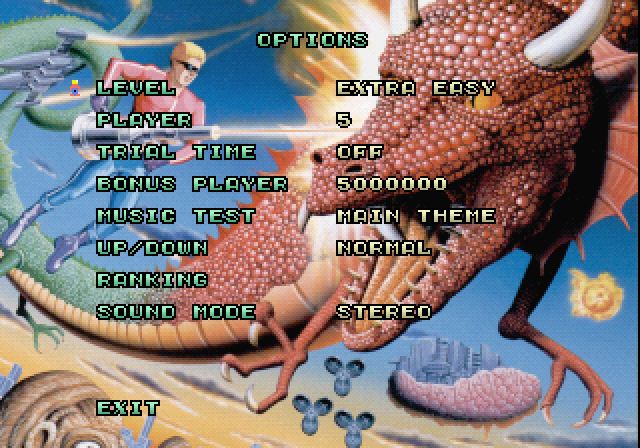 OPTIONS
LEVEL EXTRA EASY
PLAYER 5
TRIAL TIME OFF
BONUS PLAYER 5000000
MUSIC TEST MAIN THEME
UP/DOWN NORMAL
RANKING
SOUND MODE STEREO
EXIT